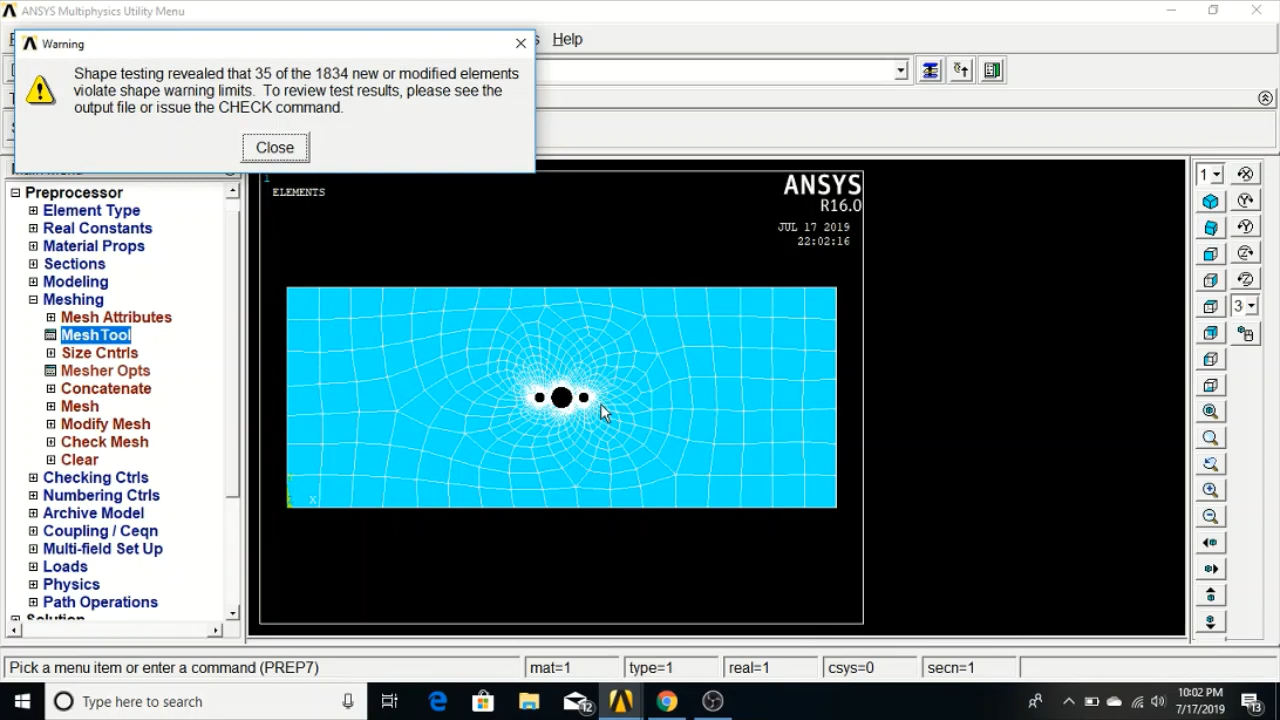 ANSYS Multiphysics Utility Menu
Warning
Help
Shape testing revealed that 35 of the 1834 new or modified elements
violate shape warning limits. To review test results, please see the
output file or issue the CHECK command.
Close
Preprocessor
Element Type
Real Constants
Material Props
Sections
Modeling
Meshing
Mesh Attributes
MeshTool
Size Cntrls
Mesher Opts
Concatenate
Mesh
Modify Mesh
Check Mesh
Clear
Checking Ctrls
Numbering Ctrls
Archive Model
Coupling / Ceqn
Multi-field Set Up
Loads
Physics
Path Operations
Solution
1
ELEMENTS
ANSYS
R16.0
JUL 17 2019
22:02:16
X
1
3
Pick a menu item or enter a command (PREP7)
mat=1
type=1
real=1
csys=0
secn=1
Type here to search
12
10:02 PM
7/17/2019
13